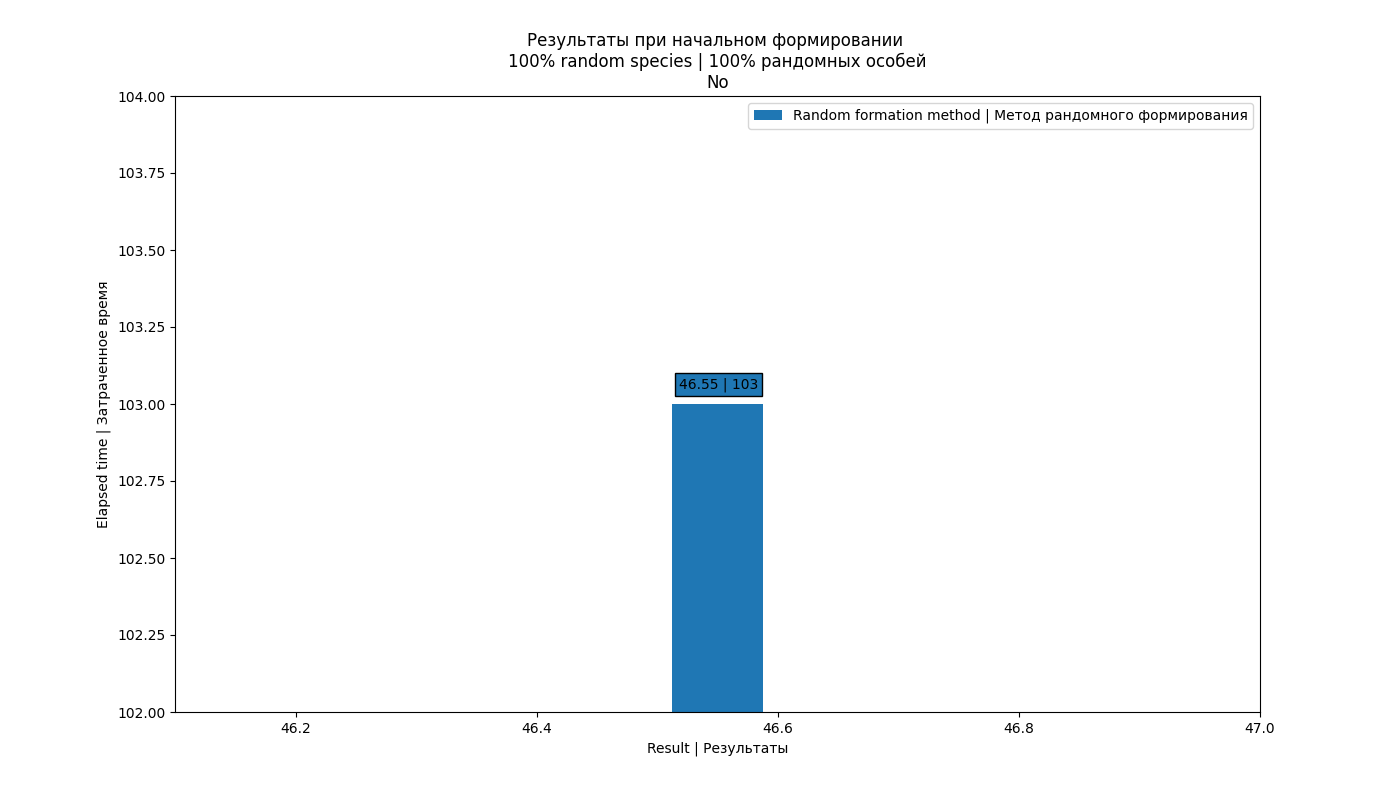 Результаты при начальном формировании
100% random species | 100% рандомных особей
No
104.00
Random formation method | Метод рандомного формирования
103.75
103.50
103.25
Elapsed time | Затраченное время
46.55 | 103
103.00
102.75
102.50
102.25
102.00
46.2
46.4
46.6
46.8
47.0
Result | Результаты